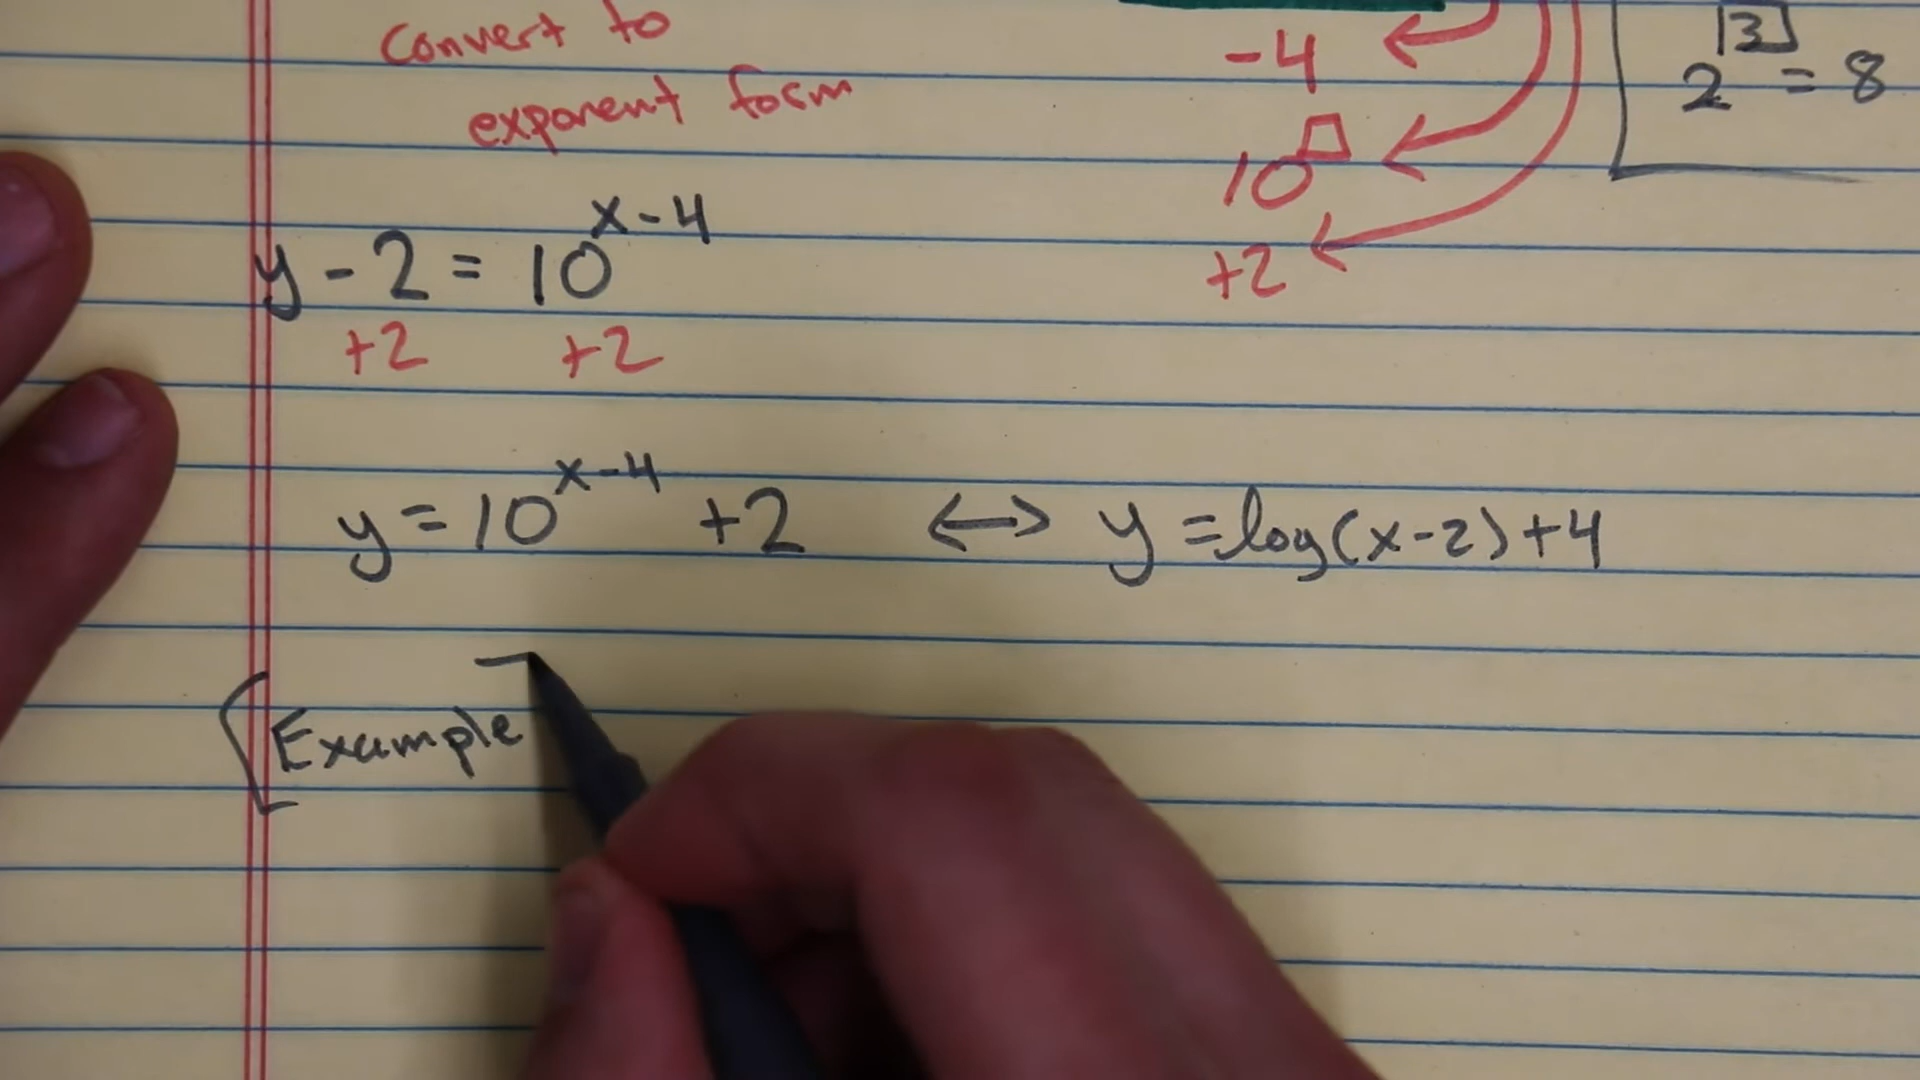 Convert to
exponent form
-4
10^□
+2
[3]
2 = 8
y - 2 = 10^(x-4)
+2 +2
y = 10^(x-4) +2 ↔ y = log(x-2)+4
[Example